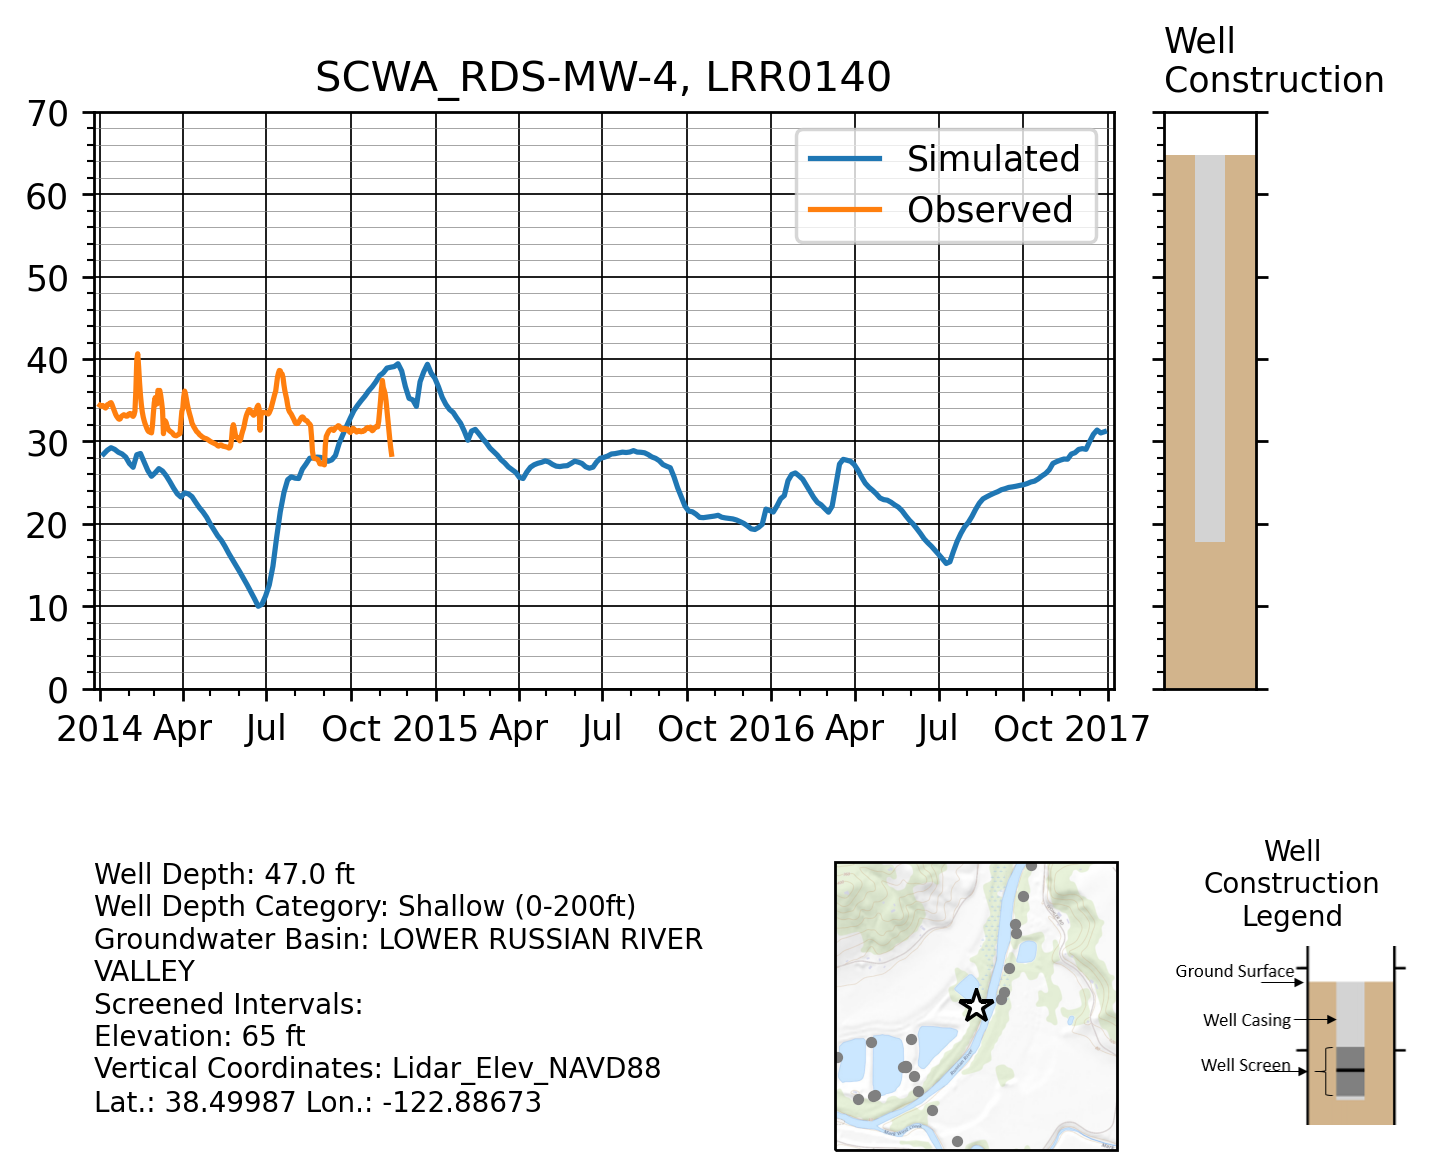 Well
Construction
SCWA_RDS-MW-4, LRR0140
70
60
50
40
30
20
10
0
Simulated
Observed
2014 Apr Jul Oct 2015 Apr Jul Oct 2016 Apr Jul Oct 2017
Well Depth: 47.0 ft
Well Depth Category: Shallow (0-200ft)
Groundwater Basin: LOWER RUSSIAN RIVER
VALLEY
Screened Intervals:
Elevation: 65 ft
Vertical Coordinates: Lidar_Elev_NAVD88
Lat.: 38.49987 Lon.: -122.88673
Well
Construction
Legend
Ground Surface
Well Casing
Well Screen